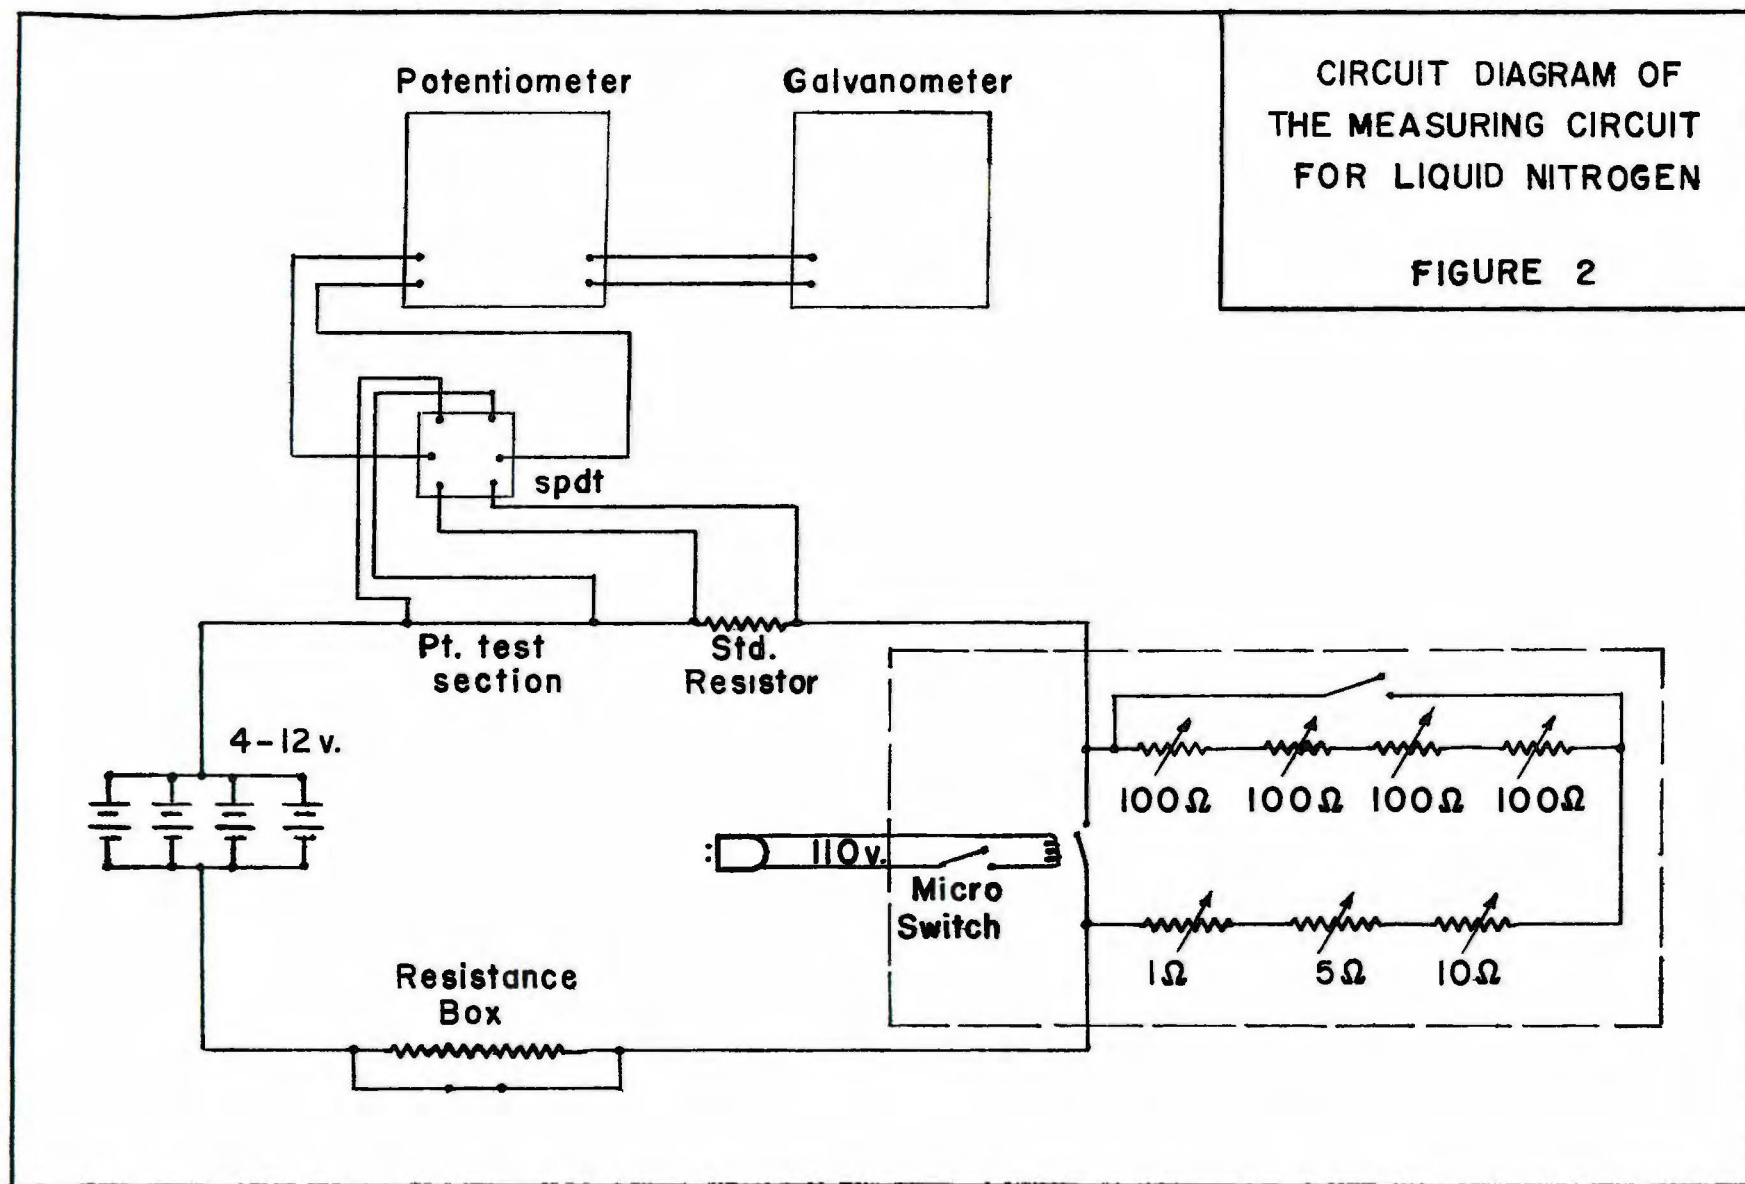 CIRCUIT DIAGRAM OF
THE MEASURING CIRCUIT
FOR LIQUID NITROGEN
FIGURE 2
Potentiometer
Galvanometer
spdt
Pt. test
section
Std.
Resistor
4-12 v.
100Ω 100Ω 100Ω 100Ω
110v.
Micro
Switch
1Ω 5Ω 10Ω
Resistance
Box